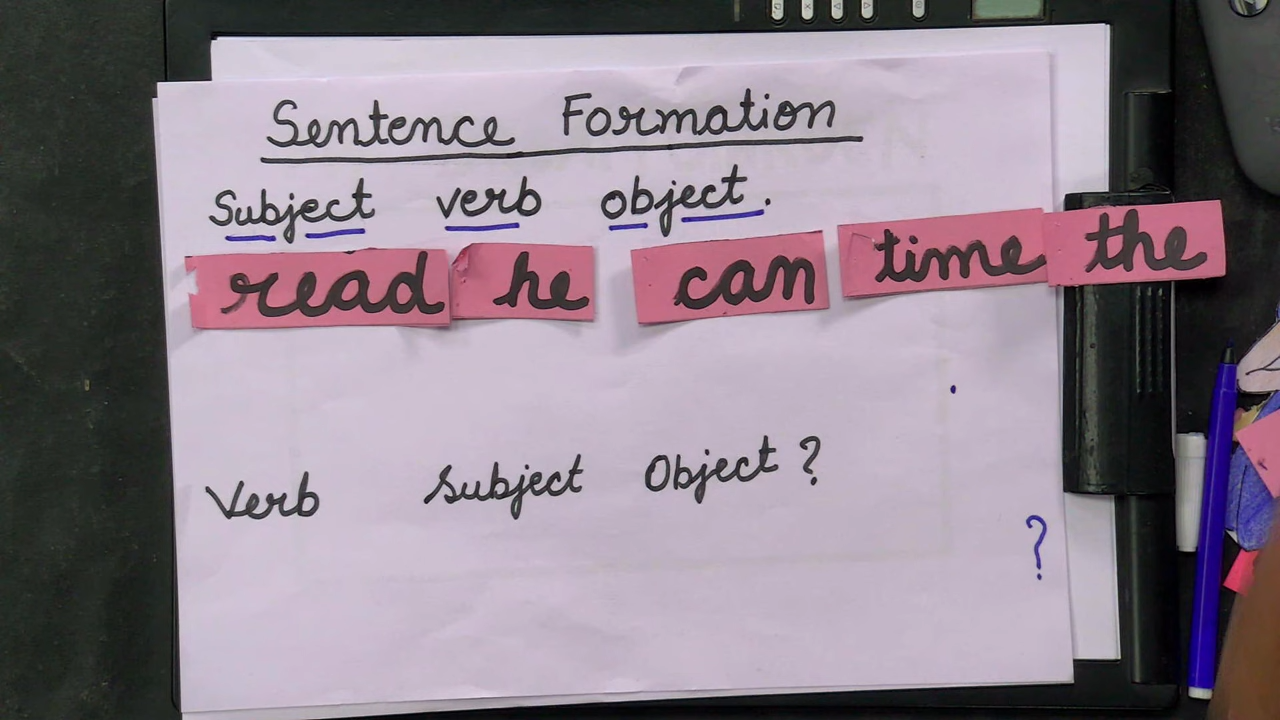 Sentence Formation
Subject verb object.
read he can time the
.
Verb Subject Object ?
?